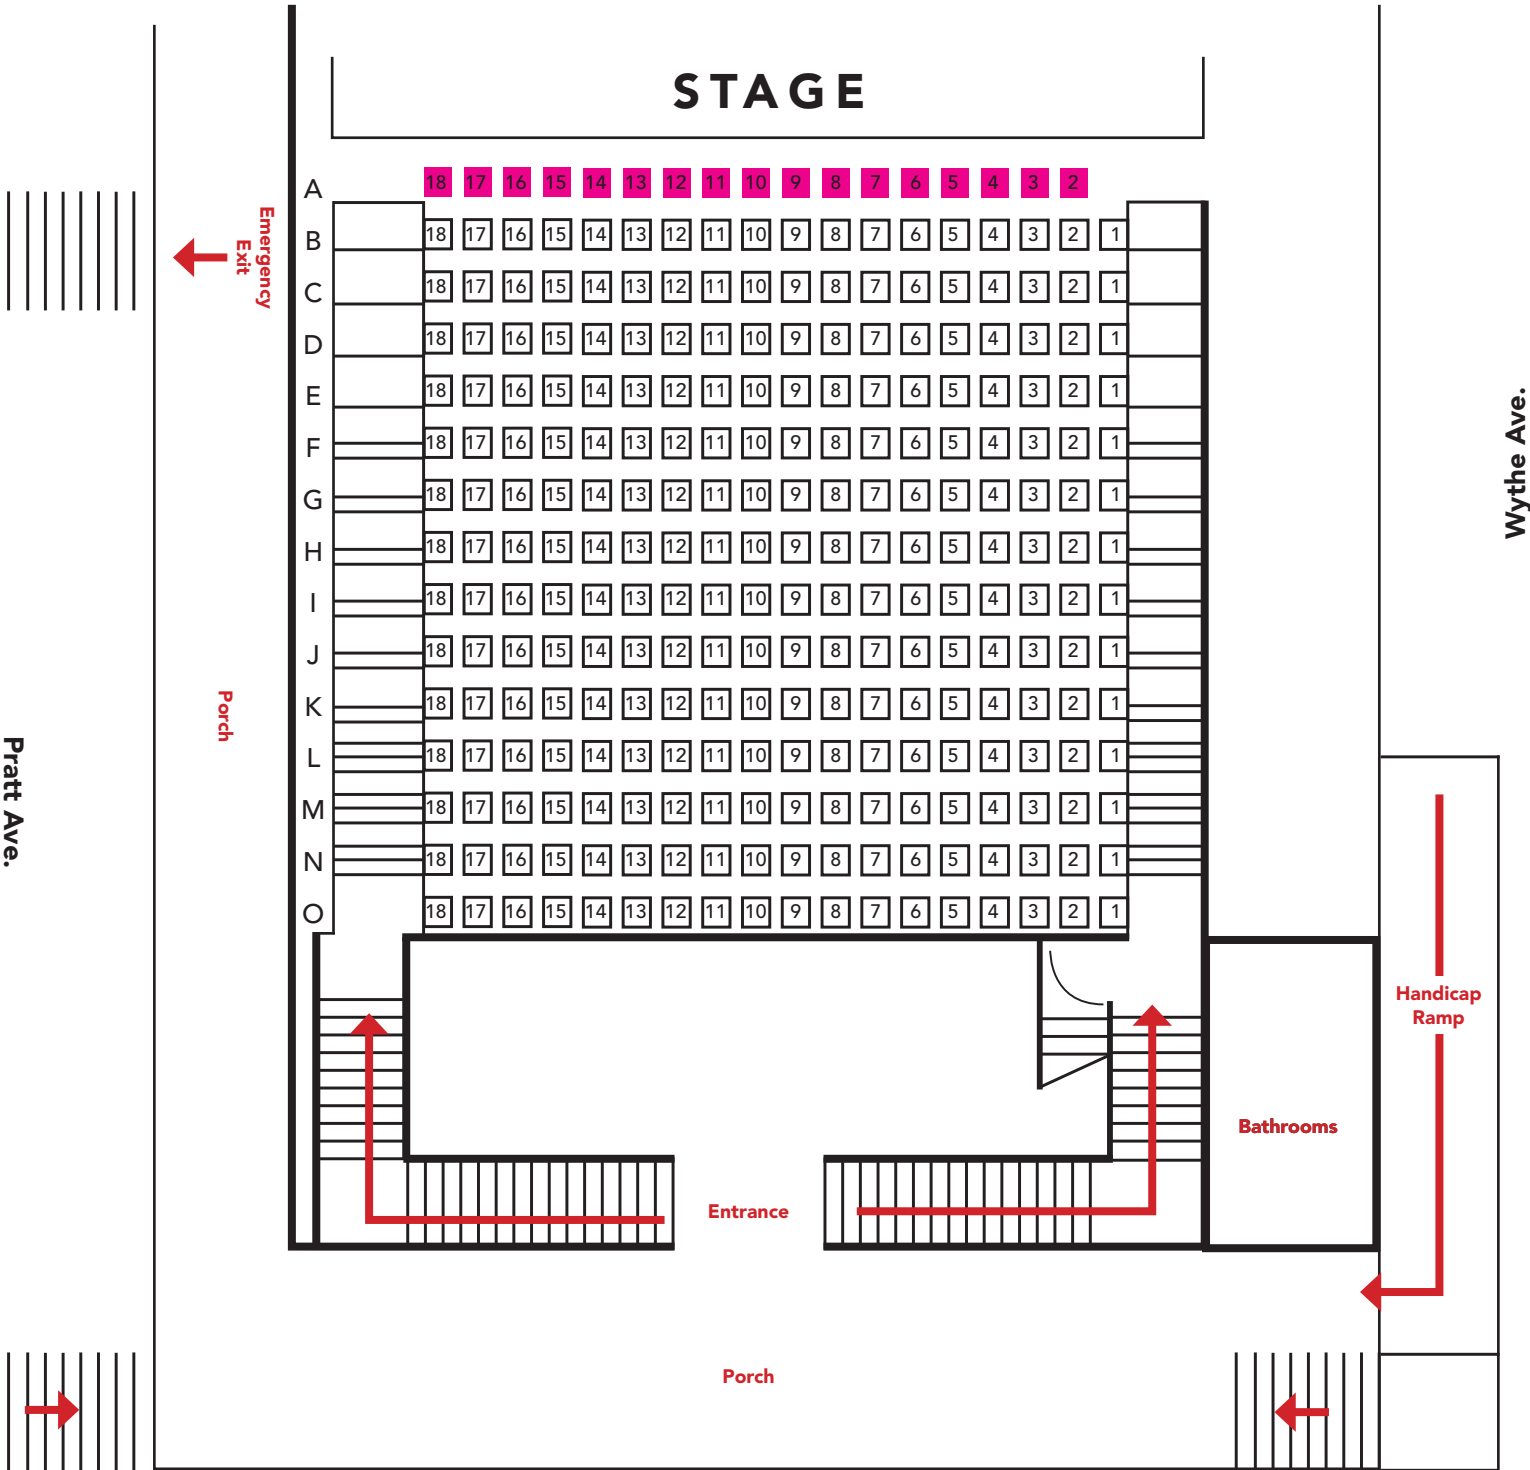 STAGE
A 18 17 16 15 14 13 12 11 10 9 8 7 6 5 4 3 2
B 18 17 16 15 14 13 12 11 10 9 8 7 6 5 4 3 2 1
C 18 17 16 15 14 13 12 11 10 9 8 7 6 5 4 3 2 1
D 18 17 16 15 14 13 12 11 10 9 8 7 6 5 4 3 2 1
E 18 17 16 15 14 13 12 11 10 9 8 7 6 5 4 3 2 1
F 18 17 16 15 14 13 12 11 10 9 8 7 6 5 4 3 2 1
G 18 17 16 15 14 13 12 11 10 9 8 7 6 5 4 3 2 1
H 18 17 16 15 14 13 12 11 10 9 8 7 6 5 4 3 2 1
I 18 17 16 15 14 13 12 11 10 9 8 7 6 5 4 3 2 1
J 18 17 16 15 14 13 12 11 10 9 8 7 6 5 4 3 2 1
K 18 17 16 15 14 13 12 11 10 9 8 7 6 5 4 3 2 1
L 18 17 16 15 14 13 12 11 10 9 8 7 6 5 4 3 2 1
M 18 17 16 15 14 13 12 11 10 9 8 7 6 5 4 3 2 1
N 18 17 16 15 14 13 12 11 10 9 8 7 6 5 4 3 2 1
O 18 17 16 15 14 13 12 11 10 9 8 7 6 5 4 3 2 1
Emergency
Exit
Porch
Pratt Ave.
Wythe Ave.
Handicap
Ramp
Bathrooms
Entrance
Porch